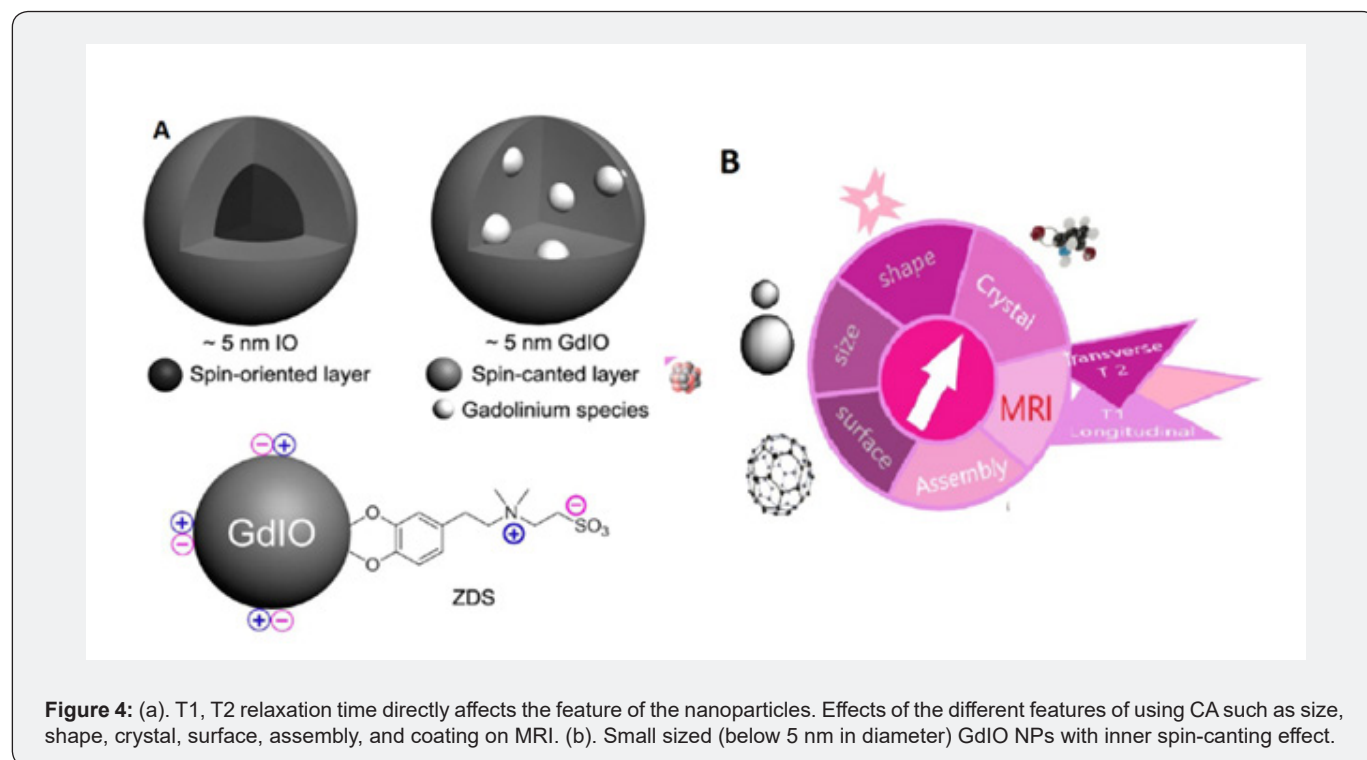 A
~ 5 nm IO
~ 5 nm GdIO
Spin-oriented layer
Spin-canted layer
Gadolinium species
GdIO
O
O
N
SO3
ZDS
B
shape
Crystal
size
surface
Assembly
MRI
Transverse
T 2
T1
Longitudinal
Figure 4: (a). T1, T2 relaxation time directly affects the feature of the nanoparticles. Effects of the different features of using CA such as size,
shape, crystal, surface, assembly, and coating on MRI. (b). Small sized (below 5 nm in diameter) GdIO NPs with inner spin-canting effect.